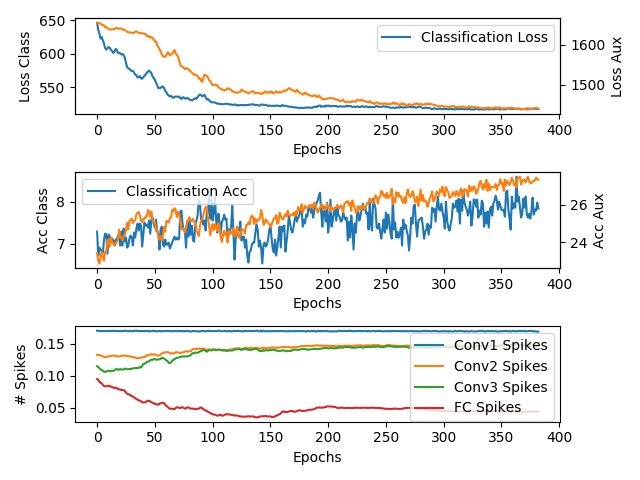 650
600
550
Loss Class
Classification Loss
1600
1500
Loss Aux
0 50 100 150 200 250 300 350 400
Epochs
8
7
Acc Class
Classification Acc
26
24
Acc Aux
0 50 100 150 200 250 300 350 400
Epochs
0.15
0.10
0.05
# Spikes
Conv1 Spikes
Conv2 Spikes
Conv3 Spikes
FC Spikes
0 50 100 150 200 250 300 350 400
Epochs